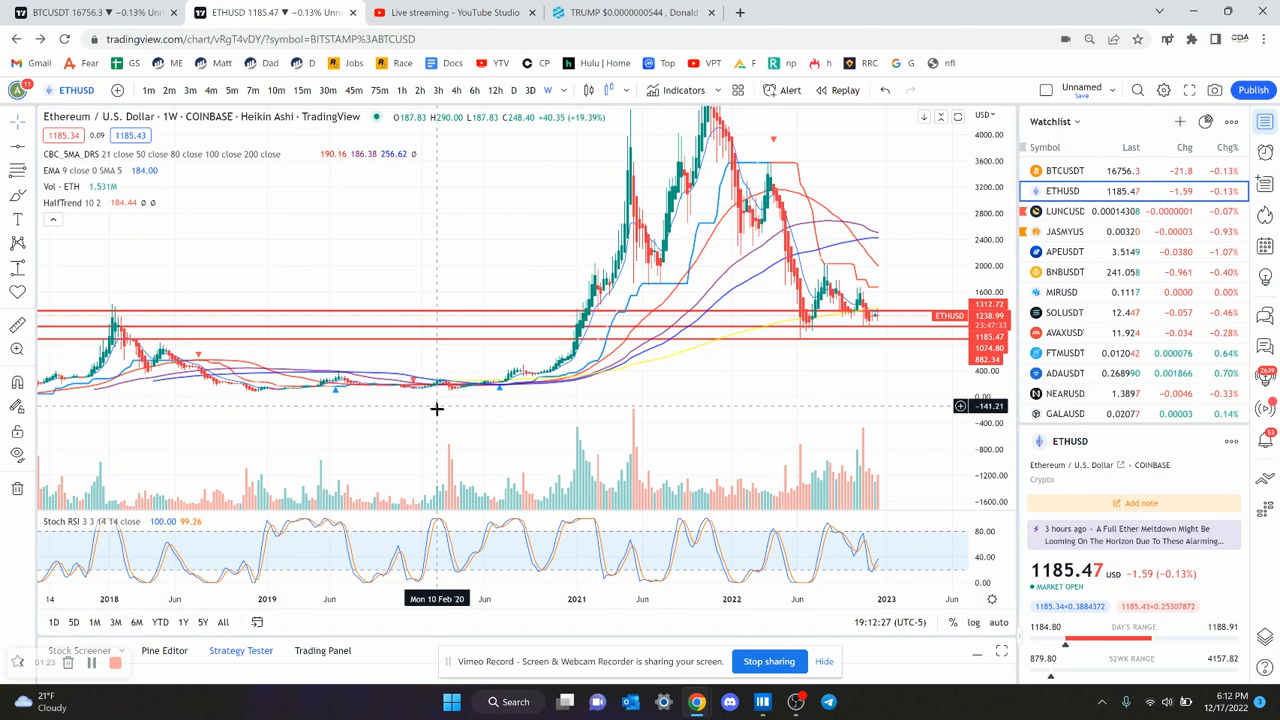 BTCUSDT 16756.3 ▼ −0.13% Unn
ETHUSD 1185.47 ▼ −0.13% Unna
Live streaming - YouTube Studio
TRUMP $0.0000000544 , Donald
tradingview.com/chart/vRgT4vDY/?symbol=BITSTAMP%3ABTCUSD
Gmail Fear GS ME Matt Dad D Jobs Race Docs YTV CP Hulu | Home Top VPT F np h RRC G nfl
11
ETHUSD 1m 2m 3m 4m 5m 7m 10m 15m 30m 45m 75m 1h 2h 3h 4h 6h 12h D 3D W Indicators Alert Replay Unnamed Save Publish
Ethereum / U.S. Dollar · 1W · COINBASE · Heikin Ashi · TradingView O187.83 H290.00 L187.83 C248.40 +40.35 (+19.39%) USD
1185.34 0.09 1185.43
CBC_5MA_DRS 21 close 50 close 80 close 100 close 200 close 190.16 186.38 256.62 ø
EMA 9 close 0 SMA 5 184.00
Vol · ETH 1.531M
HalfTrend 10 2 184.44 ø ø
4000.00
3600.00
3200.00
2800.00
2400.00
2000.00
1600.00
1312.72
ETHUSD 1238.99
23:47:33
1185.47
1074.80
882.34
400.00
0.00
−141.21
−400.00
−800.00
−1200.00
−1600.00
Stoch RSI 3 3 14 14 close 100.00 99.26
80.00
40.00
0.00
14 2018 Jun 2019 Jun Mon 10 Feb '20 Jun 2021 Jun 2022 Jun 2023 Jun
1D 5D 1M 3M 6M YTD 1Y 5Y All 19:12:27 (UTC-5) % log auto
Stock Screener Pine Editor Strategy Tester Trading Panel
01:23
Vimeo Record - Screen & Webcam Recorder is sharing your screen. Stop sharing Hide
Watchlist
Symbol Last Chg Chg%
BTCUSDT 16756.3 −21.8 −0.13%
ETHUSD 1185.47 −1.59 −0.13%
LUNCUSD 0.00014308 −0.0000001 −0.07%
JASMYUS 0.00320 −0.00003 −0.93%
APEUSDT 3.5149 −0.0380 −1.07%
BNBUSDT 241.058 −0.961 −0.40%
MIRUSD 0.1117 0.0000 0.00%
SOLUSDT 12.447 −0.057 −0.46%
AVAXUSD 11.924 −0.034 −0.28%
FTMUSDT 0.012042 0.000076 0.64%
ADAUSDT 0.268990 0.001866 0.70%
NEARUSD 1.3897 −0.0046 −0.33%
GALAUSD 0.02077 0.00003 0.14%
ETHUSD
Ethereum / U.S. Dollar · COINBASE
Crypto
Add note
3 hours ago - A Full Ether Meltdown Might Be
Looming On The Horizon Due To These Alarming...
1185.47 USD −1.59 (−0.13%)
MARKET OPEN
1185.34×0.3884372 1185.43×0.25307872
1184.80 DAY'S RANGE 1188.91
879.80 52WK RANGE 4157.82
2639
53
21°F
Cloudy
Search
6:12 PM
12/17/2022
3